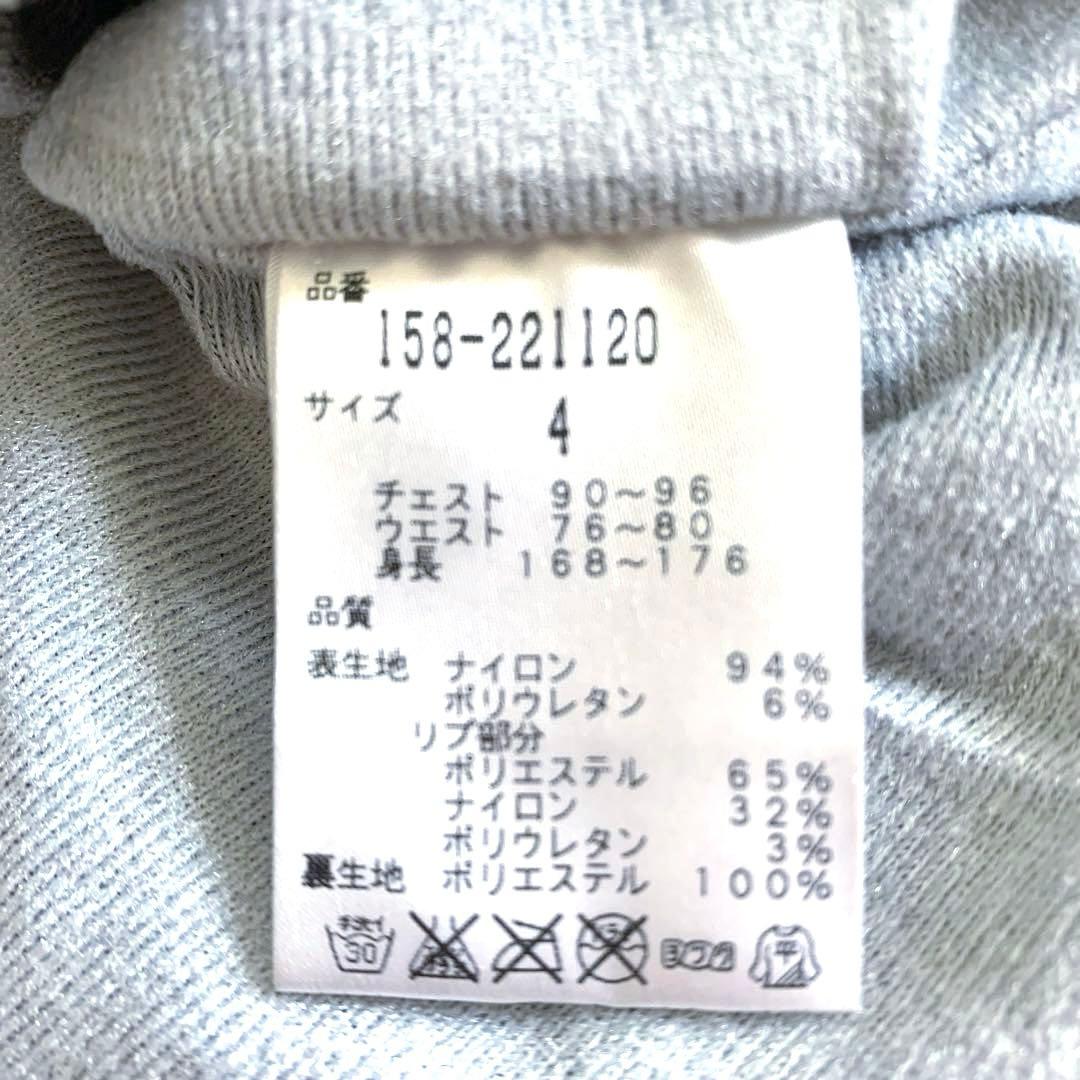 品番
158-221120
サイズ 4
チェスト 90～96
ウエスト 76～80
身長 168～176
品質
表生地 ナイロン 94%
ポリウレタン 6%
リブ部分
ポリエステル 65%
ナイロン 32%
ポリウレタン 3%
裏生地 ポリエステル 100%
手洗イ
30
平